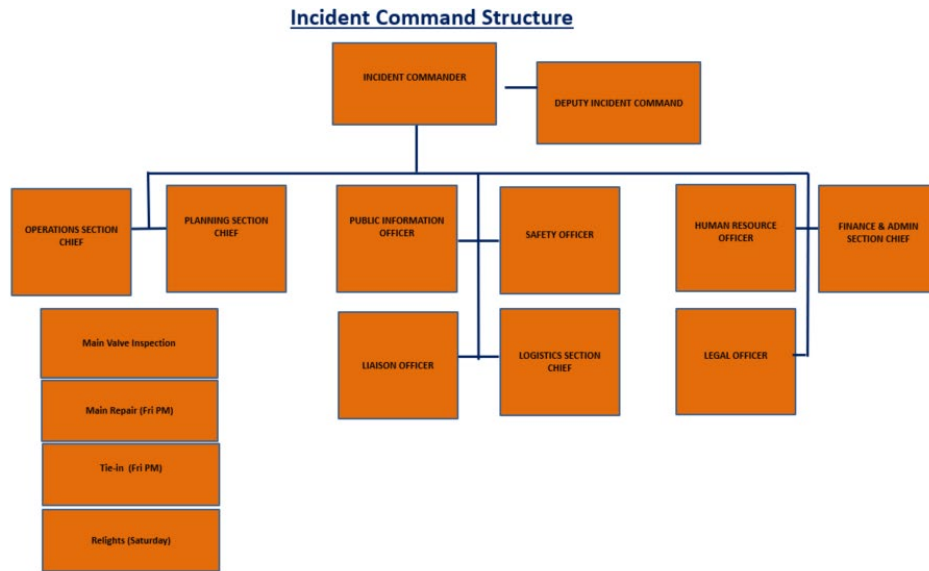 Incident Command Structure
INCIDENT COMMANDER
DEPUTY INCIDENT COMMAND
OPERATIONS SECTION
CHIEF
PLANNING SECTION
CHIEF
PUBLIC INFORMATION
OFFICER
SAFETY OFFICER
HUMAN RESOURCE
OFFICER
FINANCE & ADMIN
SECTION CHIEF
Main Valve Inspection
LIAISON OFFICER
LOGISTICS SECTION
CHIEF
LEGAL OFFICER
Main Repair (Fri PM)
Tie-in (Fri PM)
Relights (Saturday)